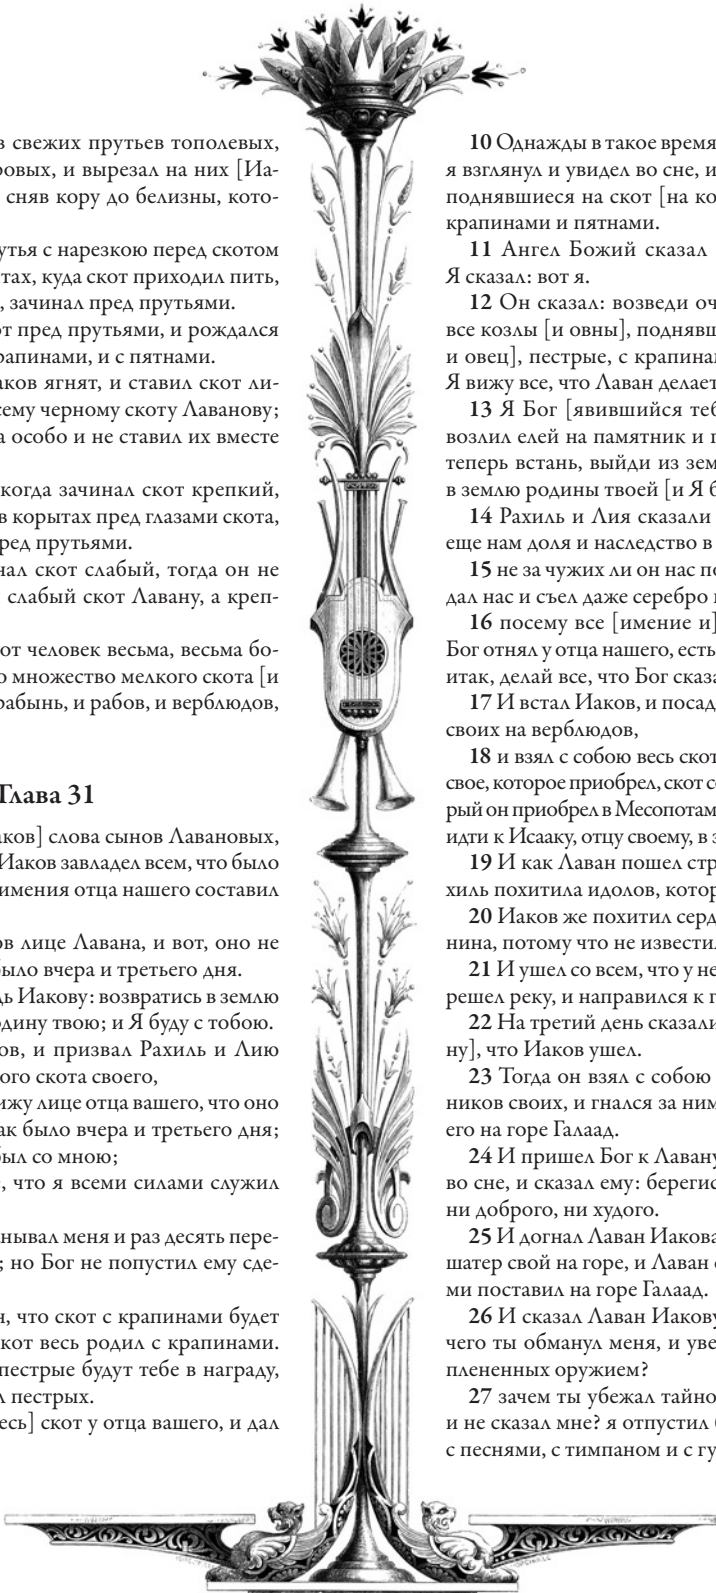 в свежих прутьев тополевых,
ровых, и вырезал на них [Иа-
сняв кору до белизны, кото-
утья с нарезкою перед скотом
тах, куда скот приходил пить,
, зачинал пред прутьями.
от пред прутьями, и рождался
рапинами, и с пятнами.
аков ягнят, и ставил скот ли-
сему черному скоту Лаванову;
а особо и не ставил их вместе
когда зачинал скот крепкий,
в корытах пред глазами скота,
ред прутьями.
нал скот слабый, тогда он не
слабый скот Лавану, а креп-
от человек весьма, весьма бо-
о множество мелкого скота [и
рабынь, и рабов, и верблюдов,
Глава 31
аков] слова сынов Лавановых,
Иаков завладел всем, что было
имения отца нашего составил
ов лице Лавана, и вот, оно не
было вчера и третьего дня.
дь Иакову: возвратись в землю
одину твою; и Я буду с тобою.
ов, и призвал Рахиль и Лию
кого скота своего,
ижу лице отца вашего, что оно
ак было вчера и третьего дня;
был со мною;
, что я всеми силами служил
анывал меня и раз десять пере-
; но Бог не попустил ему сде-
н, что скот с крапинами будет
скот весь родил с крапинами.
пестрые будут тебе в награду,
л пестрых.
есь] скот у отца вашего, и дал
10 Однажды в такое время
я взглянул и увидел во сне, и
поднявшиеся на скот [на ко
крапинами и пятнами.
11 Ангел Божий сказал
Я сказал: вот я.
12 Он сказал: возведи оч
все козлы [и овны], поднявш
и овец], пестрые, с крапина
Я вижу все, что Лаван делает
13 Я Бог [явившийся теб
возлил елей на памятник и
теперь встань, выйди из зем
в землю родины твоей [и Я б
14 Рахиль и Лия сказали
еще нам доля и наследство в
15 не за чужих ли он нас по
дал нас и съел даже серебро
16 посему все [имение и]
Бог отнял у отца нашего, есть
итак, делай все, что Бог сказа
17 И встал Иаков, и посад
своих на верблюдов,
18 и взял с собою весь скот
свое, которое приобрел, скот со
рый он приобрел в Месопотам
идти к Исааку, отцу своему, в з
19 И как Лаван пошел стр
хиль похитила идолов, котор
20 Иаков же похитил серд
нина, потому что не известил
21 И ушел со всем, что у не
решел реку, и направился к г
22 На третий день сказали
ну], что Иаков ушел.
23 Тогда он взял с собою
ников своих, и гнался за ним
его на горе Галаад.
24 И пришел Бог к Лавану
во сне, и сказал ему: берегис
ни доброго, ни худого.
25 И догнал Лаван Иакова
шатер свой на горе, и Лаван с
ми поставил на горе Галаад.
26 И сказал Лаван Иакову
чего ты обманул меня, и уве
плененных оружием?
27 зачем ты убежал тайно
и не сказал мне? я отпустил
с песнями, с тимпаном и с гу